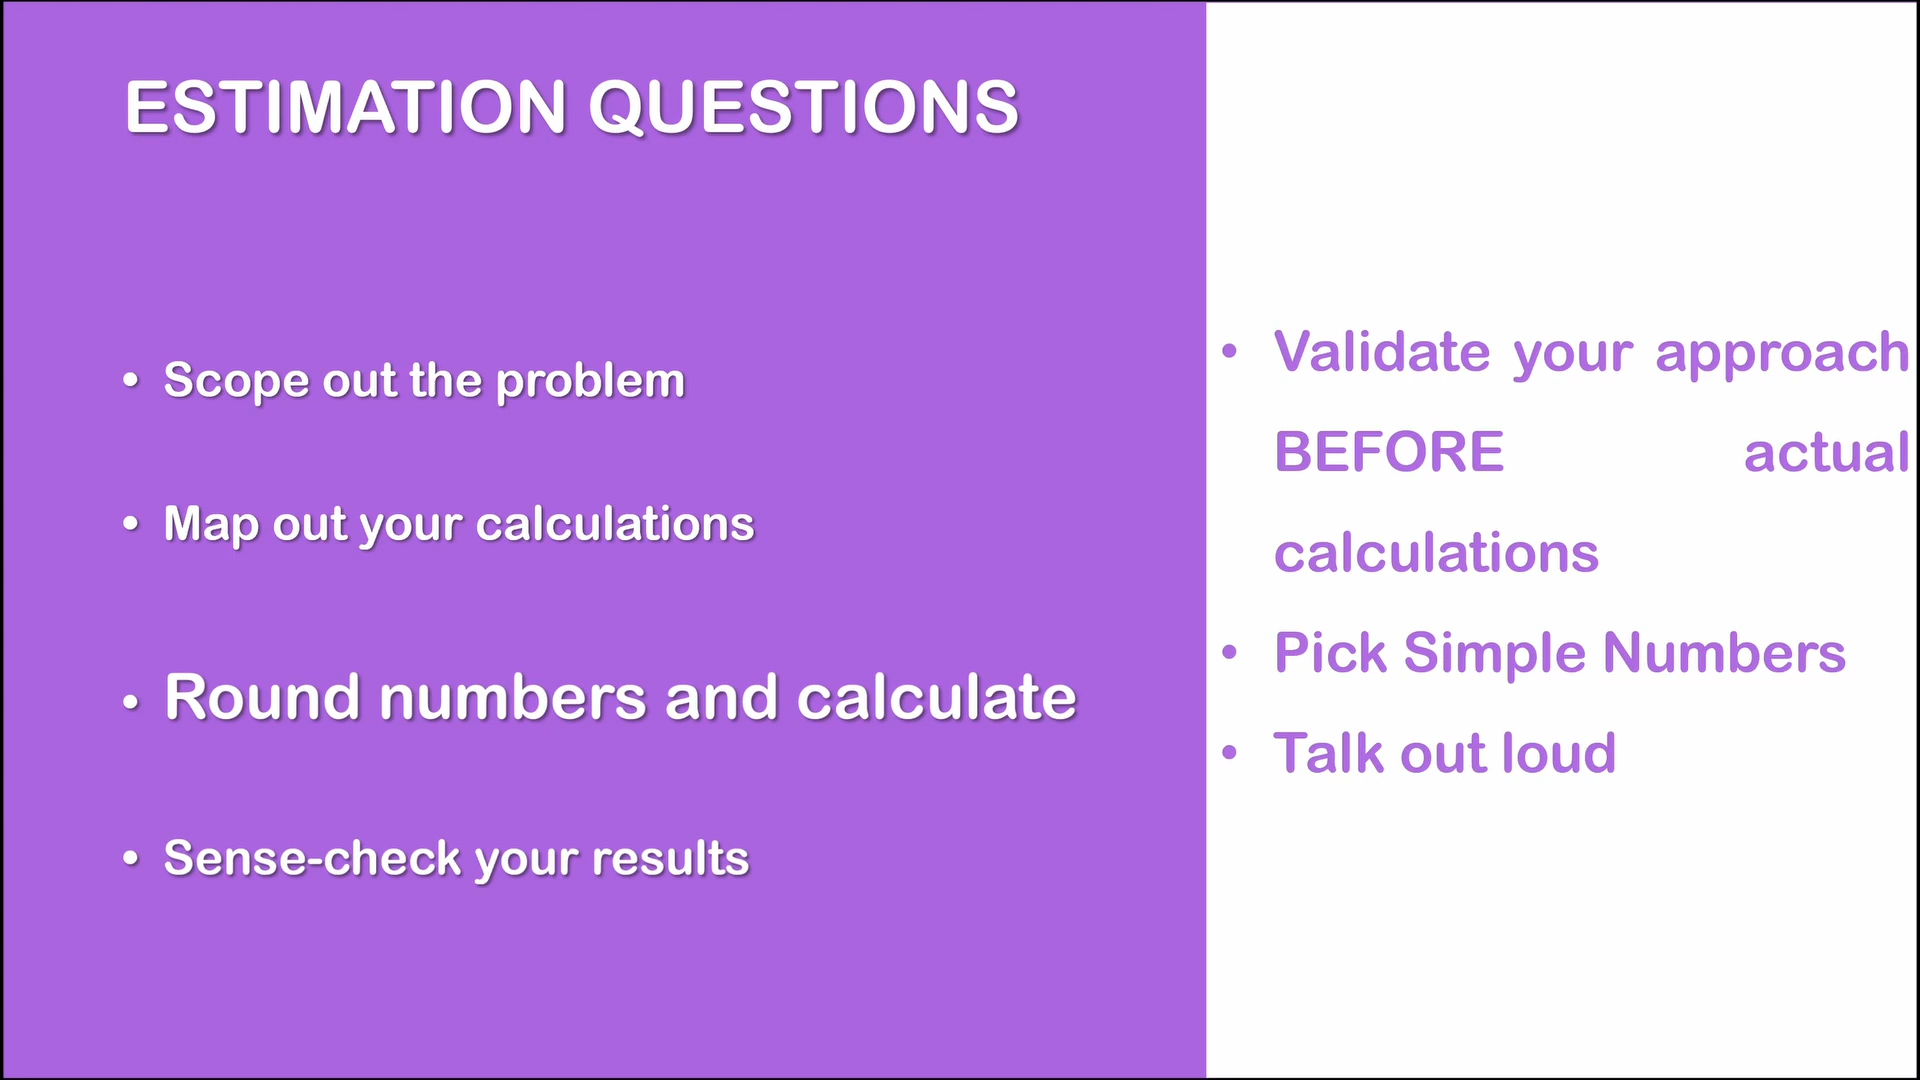 ESTIMATION QUESTIONS
• Scope out the problem
• Map out your calculations
• Round numbers and calculate
• Sense-check your results
• Validate your approach
BEFORE actual
calculations
• Pick Simple Numbers
• Talk out loud